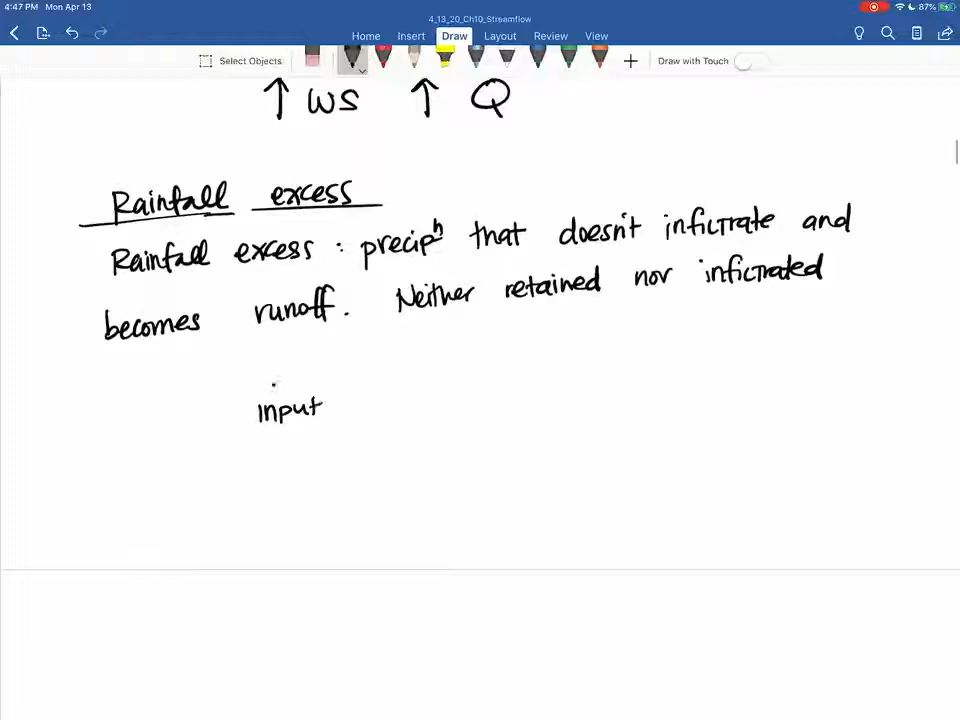 4:47 PM Mon Apr 13
87%
4_13_20_Ch10_Streamflow
Home Insert Draw Layout Review View
Select Objects
Draw with Touch
↑ WS ↑ Q
Rainfall excess
Rainfall excess : precipⁿ that doesn't infiltrate and
becomes runoff. Neither retained nor infiltrated
input